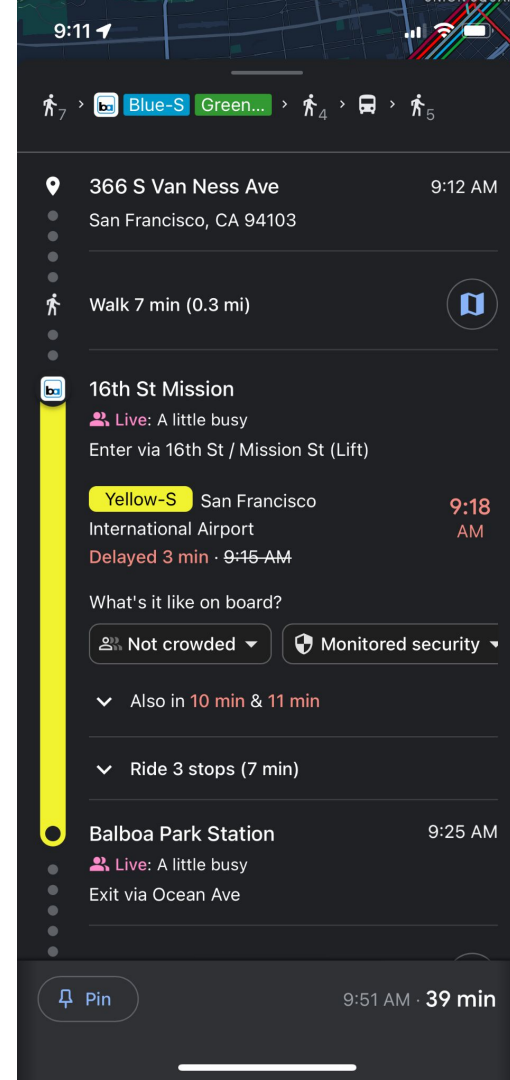 9:11
7 > ba Blue-S Green... > 4 > > 5
366 S Van Ness Ave 9:12 AM
San Francisco, CA 94103
Walk 7 min (0.3 mi)
ba 16th St Mission
Live: A little busy
Enter via 16th St / Mission St (Lift)
Yellow-S San Francisco 9:18
International Airport AM
Delayed 3 min · 9:15 AM
What's it like on board?
Not crowded Monitored security
Also in 10 min & 11 min
Ride 3 stops (7 min)
Balboa Park Station 9:25 AM
Live: A little busy
Exit via Ocean Ave
Pin 9:51 AM · 39 min